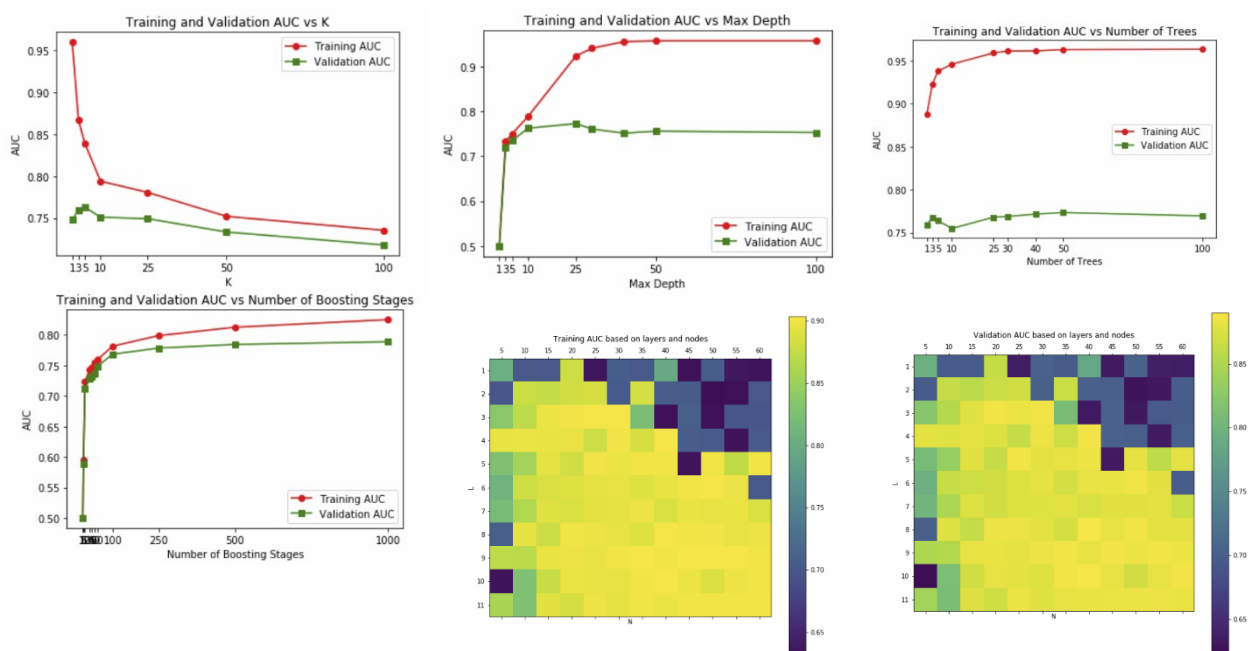 Training and Validation AUC vs K
0.95
0.90
0.85
0.80
0.75
AUC
Training AUC
Validation AUC
1 3 5 10 25 50 100
K
Training and Validation AUC vs Max Depth
0.9
0.8
0.7
0.6
0.5
AUC
Training AUC
Validation AUC
1 3 5 10 25 50 100
Max Depth
Training and Validation AUC vs Number of Trees
0.95
0.90
0.85
0.80
0.75
AUC
Training AUC
Validation AUC
1 3 5 10 25 30 40 50 100
Number of Trees
Training and Validation AUC vs Number of Boosting Stages
0.80
0.75
0.70
0.65
0.60
0.55
0.50
AUC
Training AUC
Validation AUC
100 250 500 1000
Number of Boosting Stages
Training AUC based on layers and nodes
5 10 15 20 25 30 35 40 45 50 55 60
1
2
3
4
5
6
7
8
9
10
11
L
N
0.90
0.85
0.80
0.75
0.70
0.65
Validation AUC based on layers and nodes
5 10 15 20 25 30 35 40 45 50 55 60
1
2
3
4
5
6
7
8
9
10
11
L
N
0.85
0.80
0.75
0.70
0.65